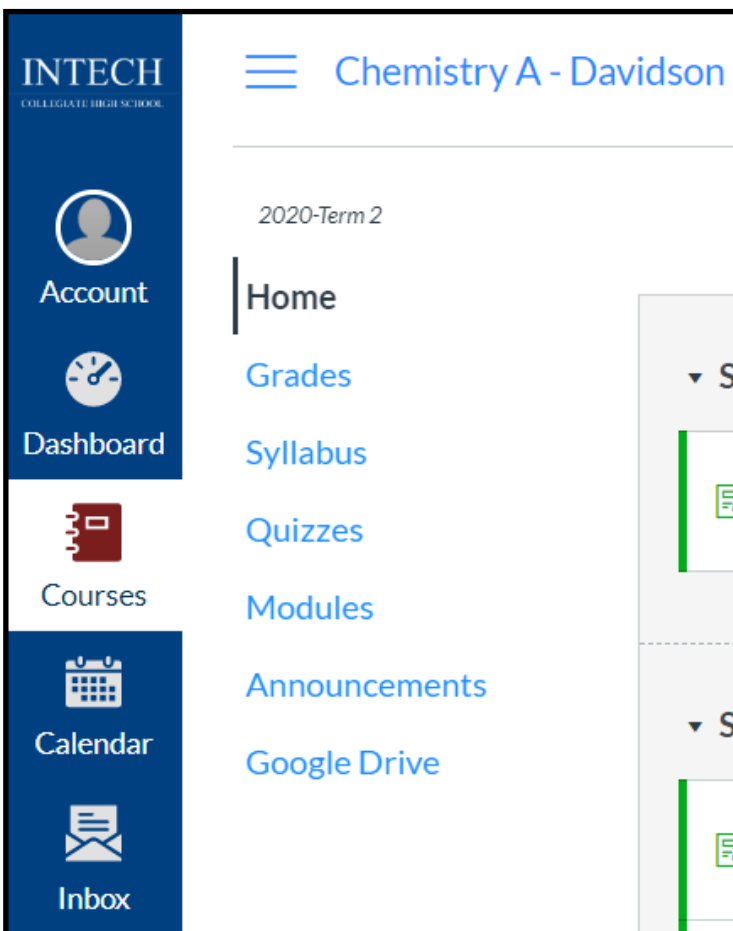 INTECH
COLLEGIATE HIGH SCHOOL
Chemistry A - Davidson
2020-Term 2
Account
Dashboard
Courses
Calendar
Inbox
Home
Grades
Syllabus
Quizzes
Modules
Announcements
Google Drive
S
S